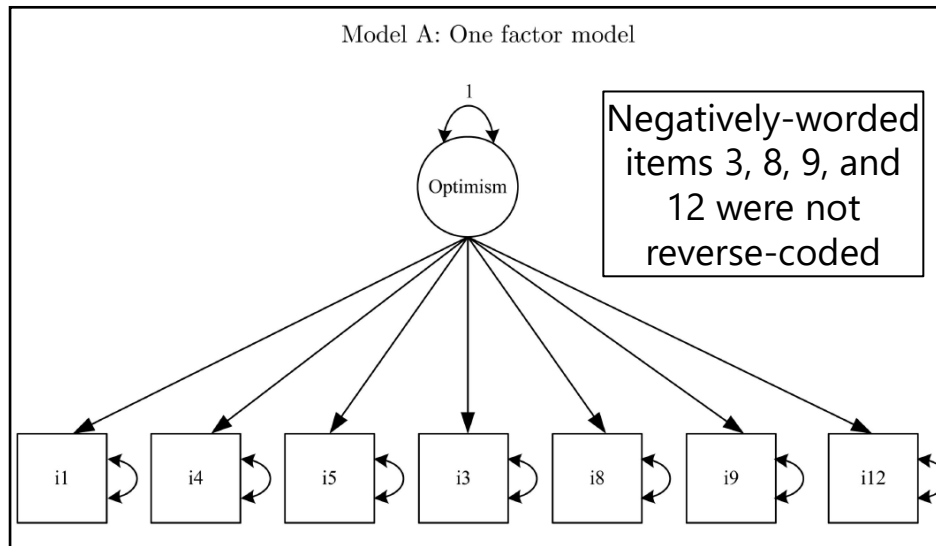 Model A: One factor model
1
Negatively-worded
items 3, 8, 9, and
12 were not
reverse-coded
Optimism
i1 i4 i5 i3 i8 i9 i12